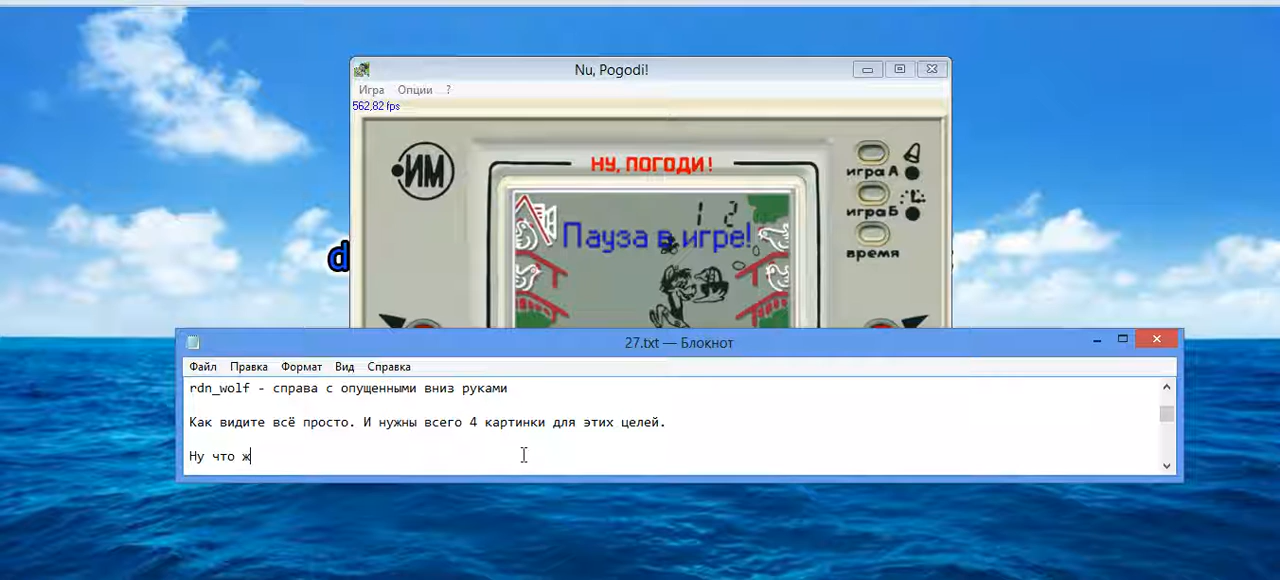 Nu, Pogodi!
Игра Опции ?
562,82 fps
ИМ
НУ, ПОГОДИ!
игра А
игра Б
время
12
Пауза в игре!
d
27.txt — Блокнот
Файл Правка Формат Вид Справка
rdn_wolf - справа с опущенными вниз руками
Как видите всё просто. И нужны всего 4 картинки для этих целей.
Ну что ж